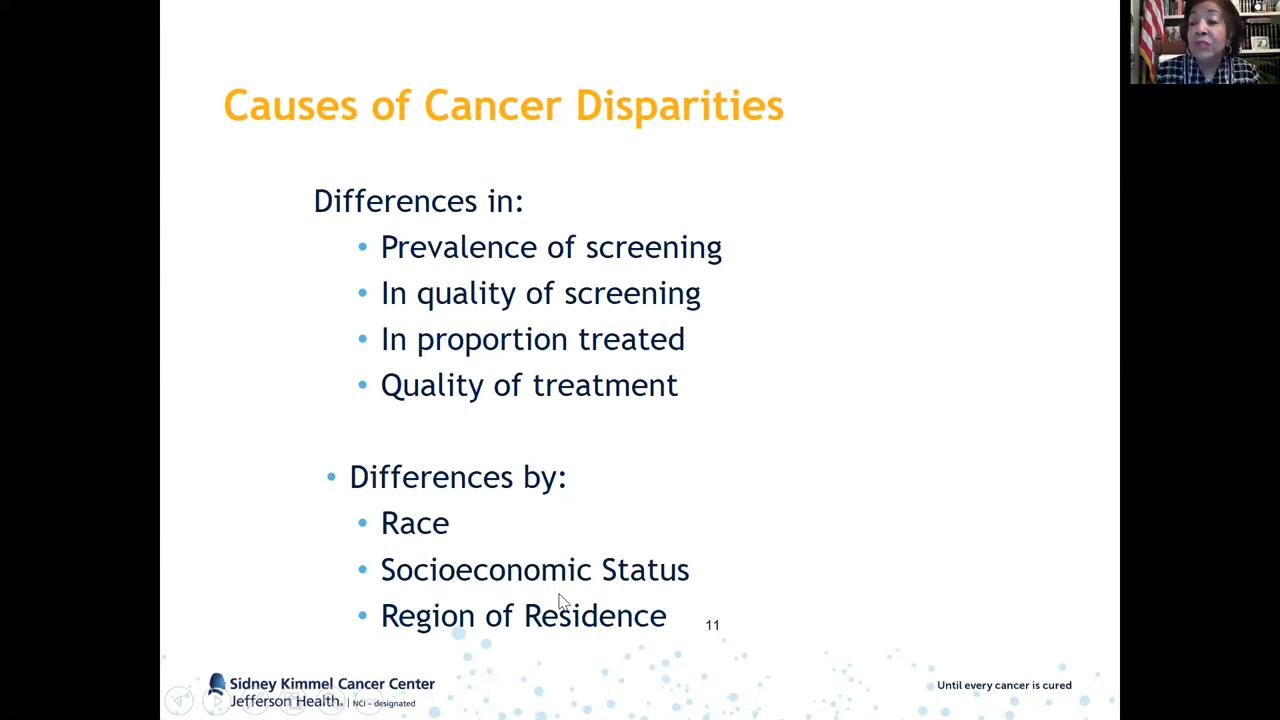 Causes of Cancer Disparities
Differences in:
• Prevalence of screening
• In quality of screening
• In proportion treated
• Quality of treatment
• Differences by:
• Race
• Socioeconomic Status
• Region of Residence
11
Sidney Kimmel Cancer Center
Jefferson Health. | NCI – designated
Until every cancer is cured